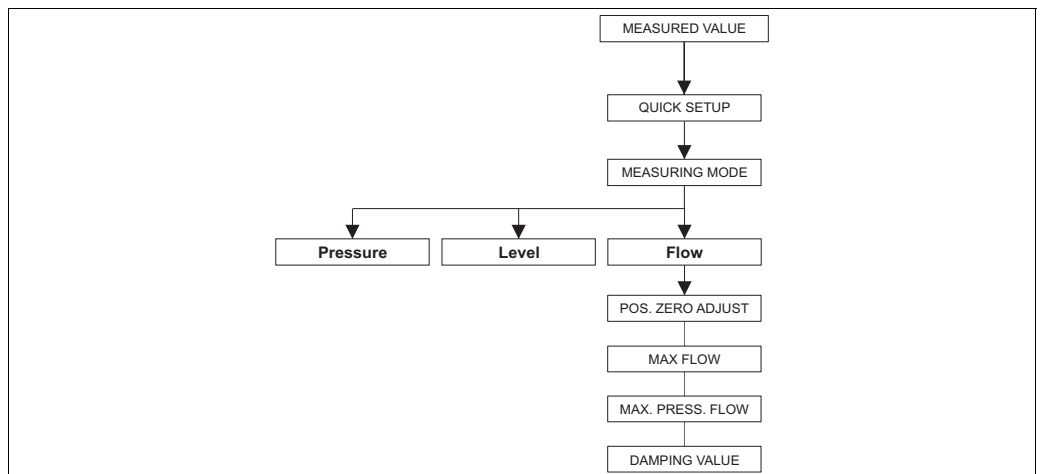 MEASURED VALUE
QUICK SETUP
MEASURING MODE
Pressure
Level
Flow
POS. ZERO ADJUST
MAX FLOW
MAX. PRESS. FLOW
DAMPING VALUE